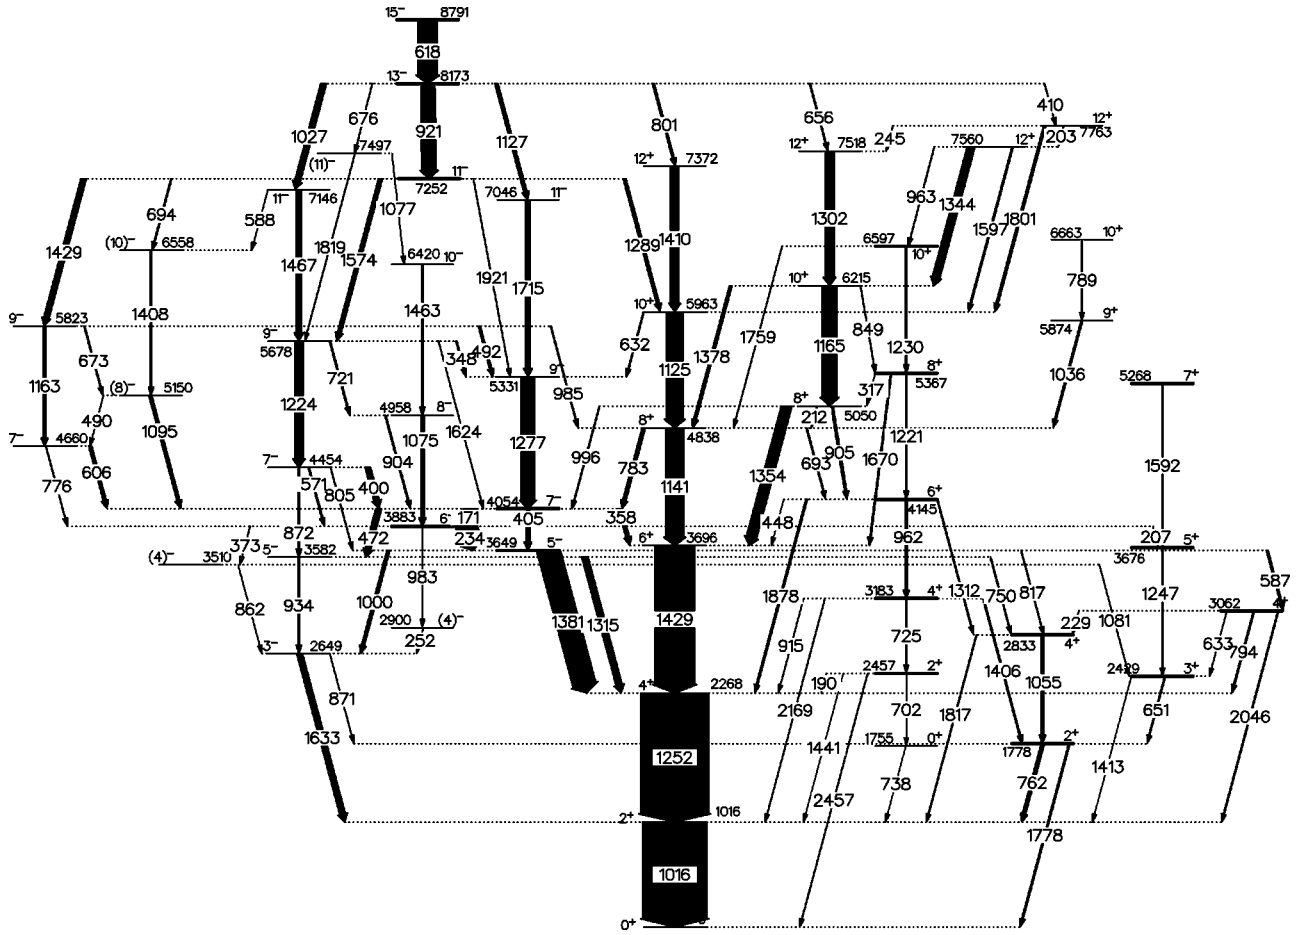 15⁻ 8791
618
13⁻ 8173
410 12⁺ 7763
1027 676 921 1127 801 656 245 203
7497 (11)⁻ 12⁺ 7372 12⁺ 7518 7560 12⁺
11⁻ 7252
11⁻ 7146 7046 11⁻
694 588 1077 963 1344 1597 1801
(10)⁻ 6558 6597 10⁺ 6663 10⁺
1429 1819 1574 1289 1410 1302
6420 10⁻
1467 1921 789
10⁺ 6215
1408 1463 1715 10⁺ 5963
9⁻ 5823 5874 9⁺
673 348 492 632 1378 1759 849 1230
9⁻ 5678 1125 1165 1036
9⁻ 5331 8⁺ 5367
1163 721 985 317 5268 7⁺
(8)⁻ 5150
8⁺ 5050
490 1224 4958 8⁻ 212
1095 1075 1624 1277 8⁺ 4838 1221
7⁻ 4660 904 996 783 1141 1354 693 905 1670 1592
7⁻ 4454
776 606 571 805 400
4054 7⁻ 6⁺ 4145
3883 6⁻ 171 405 358 448
872 472 234 962 207
373 6⁺ 3696 5⁺ 3676
(4)⁻ 3510 5⁻ 3582 3649 5⁻
983 587
862 934 1000 1381 1315 1429 1878 3183 4⁺ 1312 750 817 1247
3062 4⁺
2900 (4)⁻ 915 725 229 1081 633 794
252 2833 4⁺
3⁻ 2649
2457 2⁺ 2429 3⁺
871 4⁺ 2268 190 1406 1055
1633 2169 702 1817 651 2046
1755 0⁺ 1778 2⁺
1252 1441 738 762 1413
2457
2⁺ 1016
1778
1016
0⁺